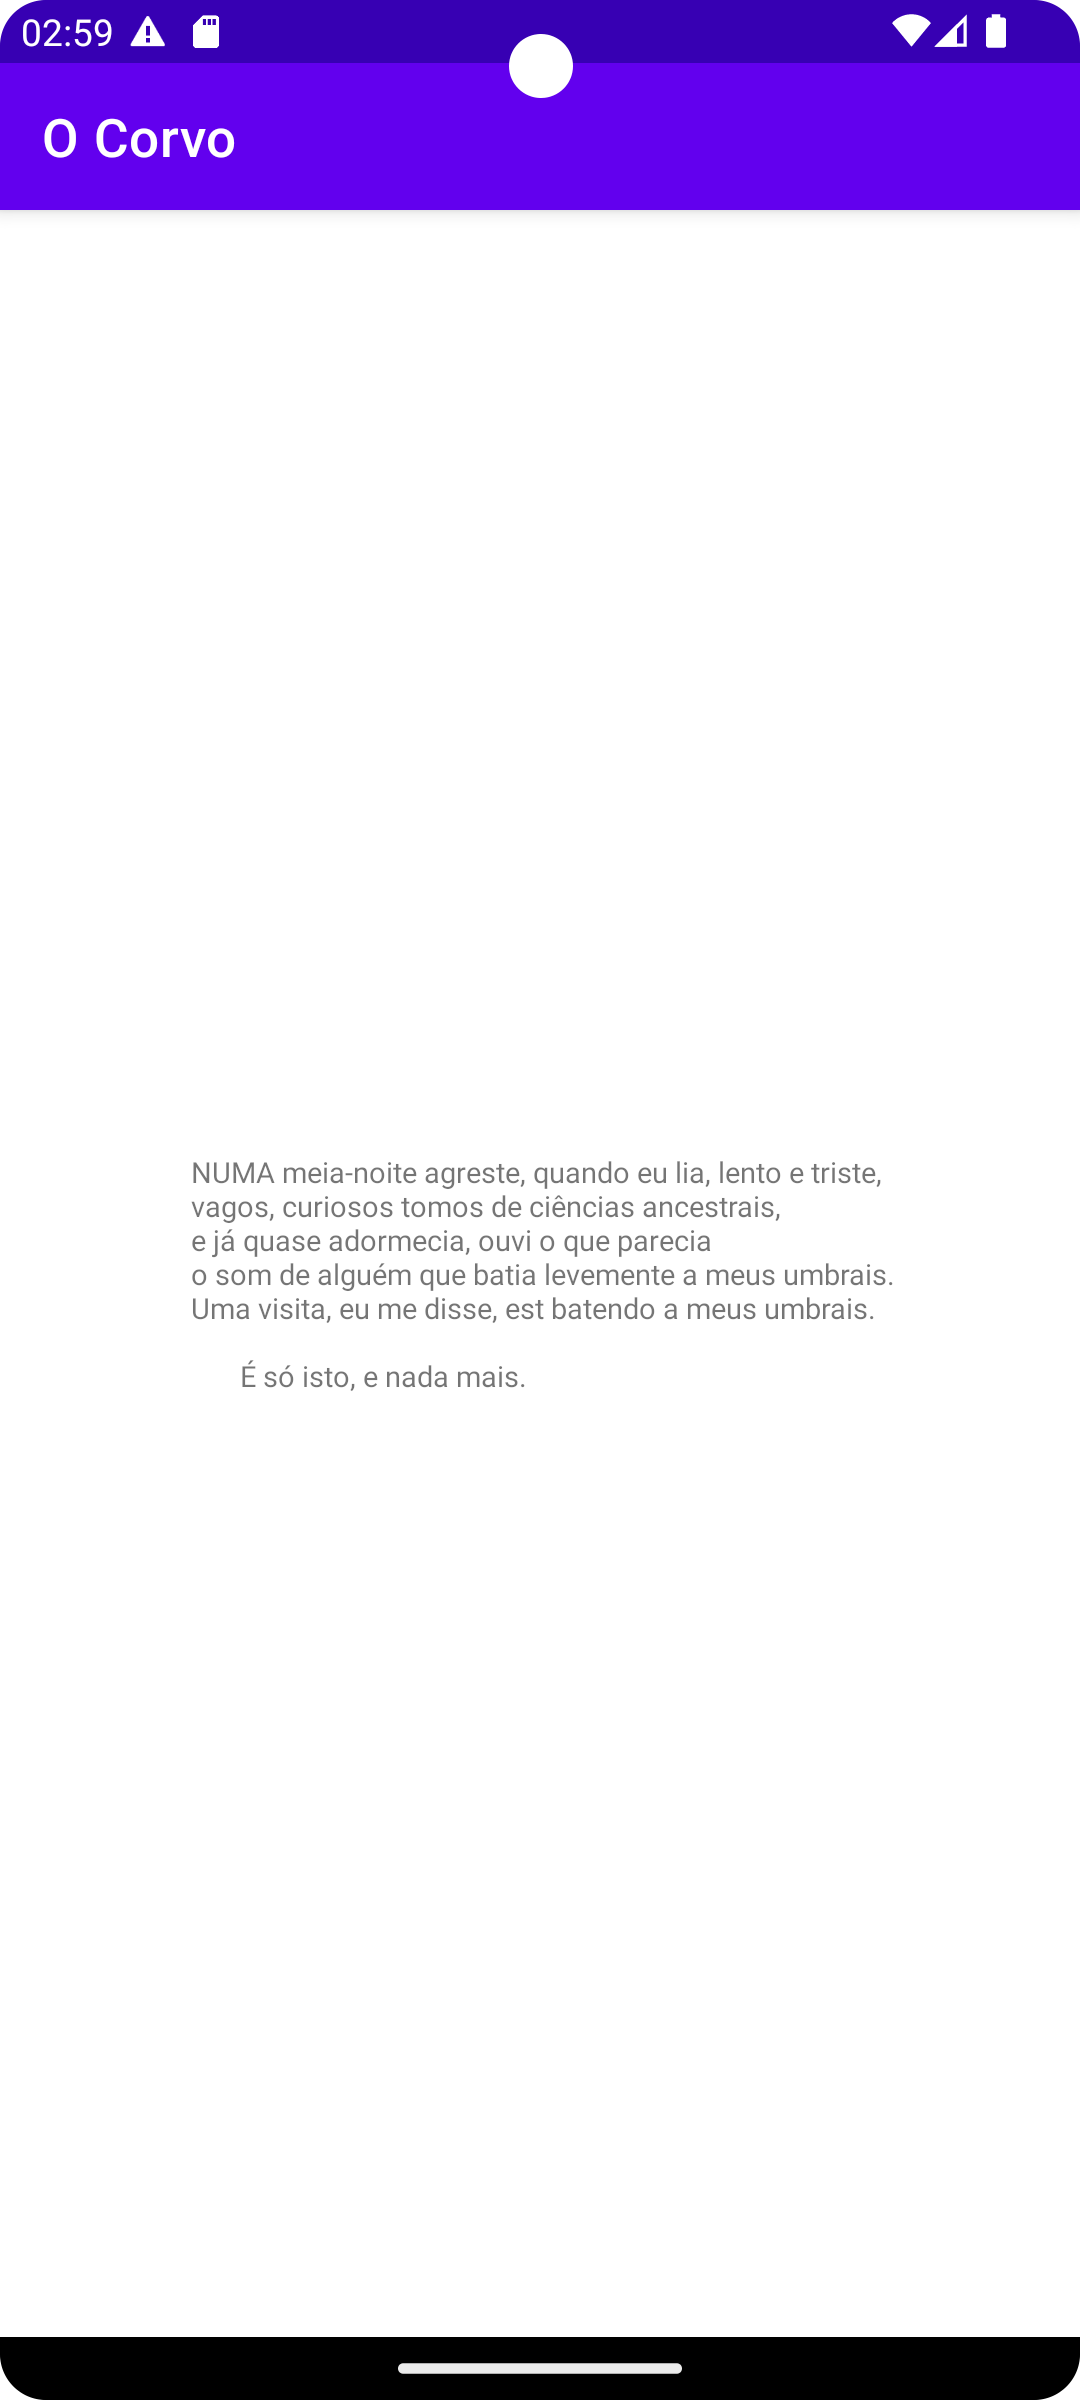 02:59
O Corvo
NUMA meia-noite agreste, quando eu lia, lento e triste,
vagos, curiosos tomos de ciências ancestrais,
e já quase adormecia, ouvi o que parecia
o som de alguém que batia levemente a meus umbrais.
Uma visita, eu me disse, est batendo a meus umbrais.
É só isto, e nada mais.